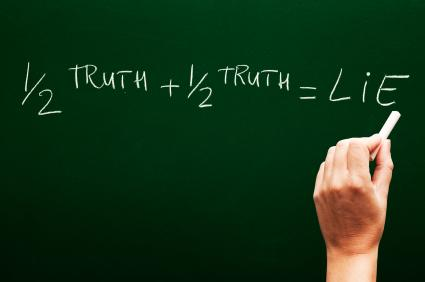 1/2 TRUTH + 1/2 TRUTH = LiE